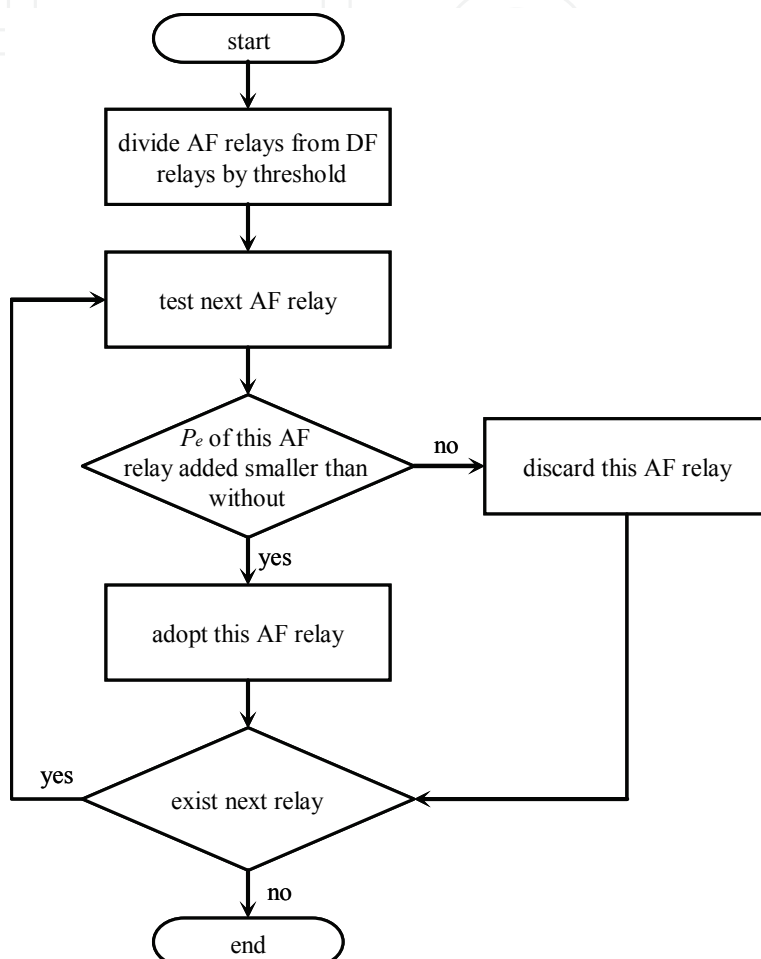 start
divide AF relays from DF
relays by threshold
test next AF relay
Pe of this AF
relay added smaller than
without
no
discard this AF relay
yes
adopt this AF relay
yes
exist next relay
no
end